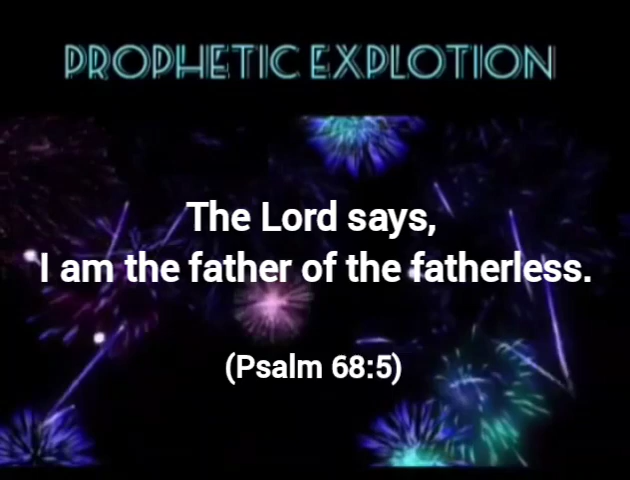 PROPHETIC EXPLOTION
The Lord says,
I am the father of the fatherless.
(Psalm 68:5)